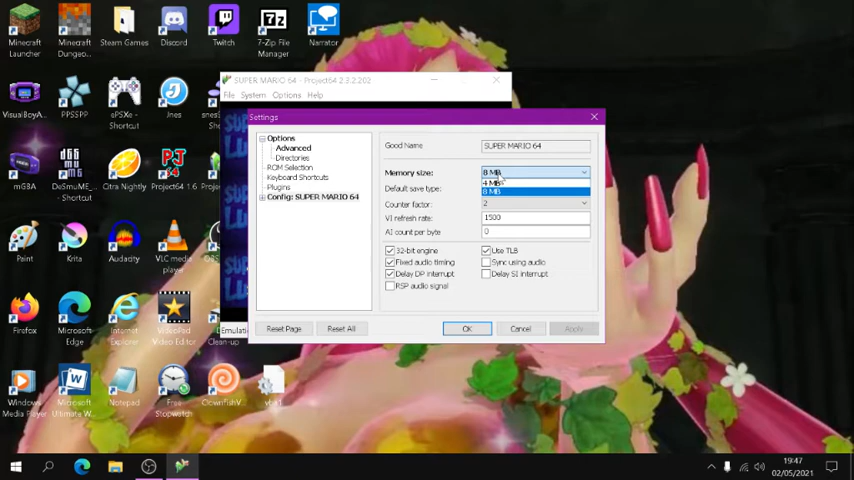 Minecraft Launcher
Minecraft Dungeo...
Steam Games
Discord
Twitch
7-Zip File Manager
Narrator
SUPER MARIO 64 - Project64 2.3.2.202
File System Options Help
VisualBoyA...
PPSSPP
ePSXe - Shortcut
Jnes
Settings
Options
Advanced
Directories
ROM Selection
Keyboard Shortcuts
Plugins
Config: SUPER MARIO 64
Good Name
SUPER MARIO 64
Memory size:
8 MB
4 MB
8 MB
Default save type:
Counter factor:
2
VI refresh rate:
1500
AI count per byte
0
32-bit engine
Use TLB
Fixed audio timing
Sync using audio
Delay DP interrupt
Delay SI interrupt
RSP audio signal
Reset Page
Reset All
OK
Cancel
Apply
mGBA
DeSmuME_... - Shortcut
Citra Nightly
Project64 1.6
Paint
Krita
Audacity
VLC media player
Firefox
Microsoft Edge
Internet Explorer
VideoPad Video Editor
Clean-up
Windows Media Player
Microsoft Ultimate W...
Notepad
Free Stopwatch
ClownfishV...
19:47
02/05/2021